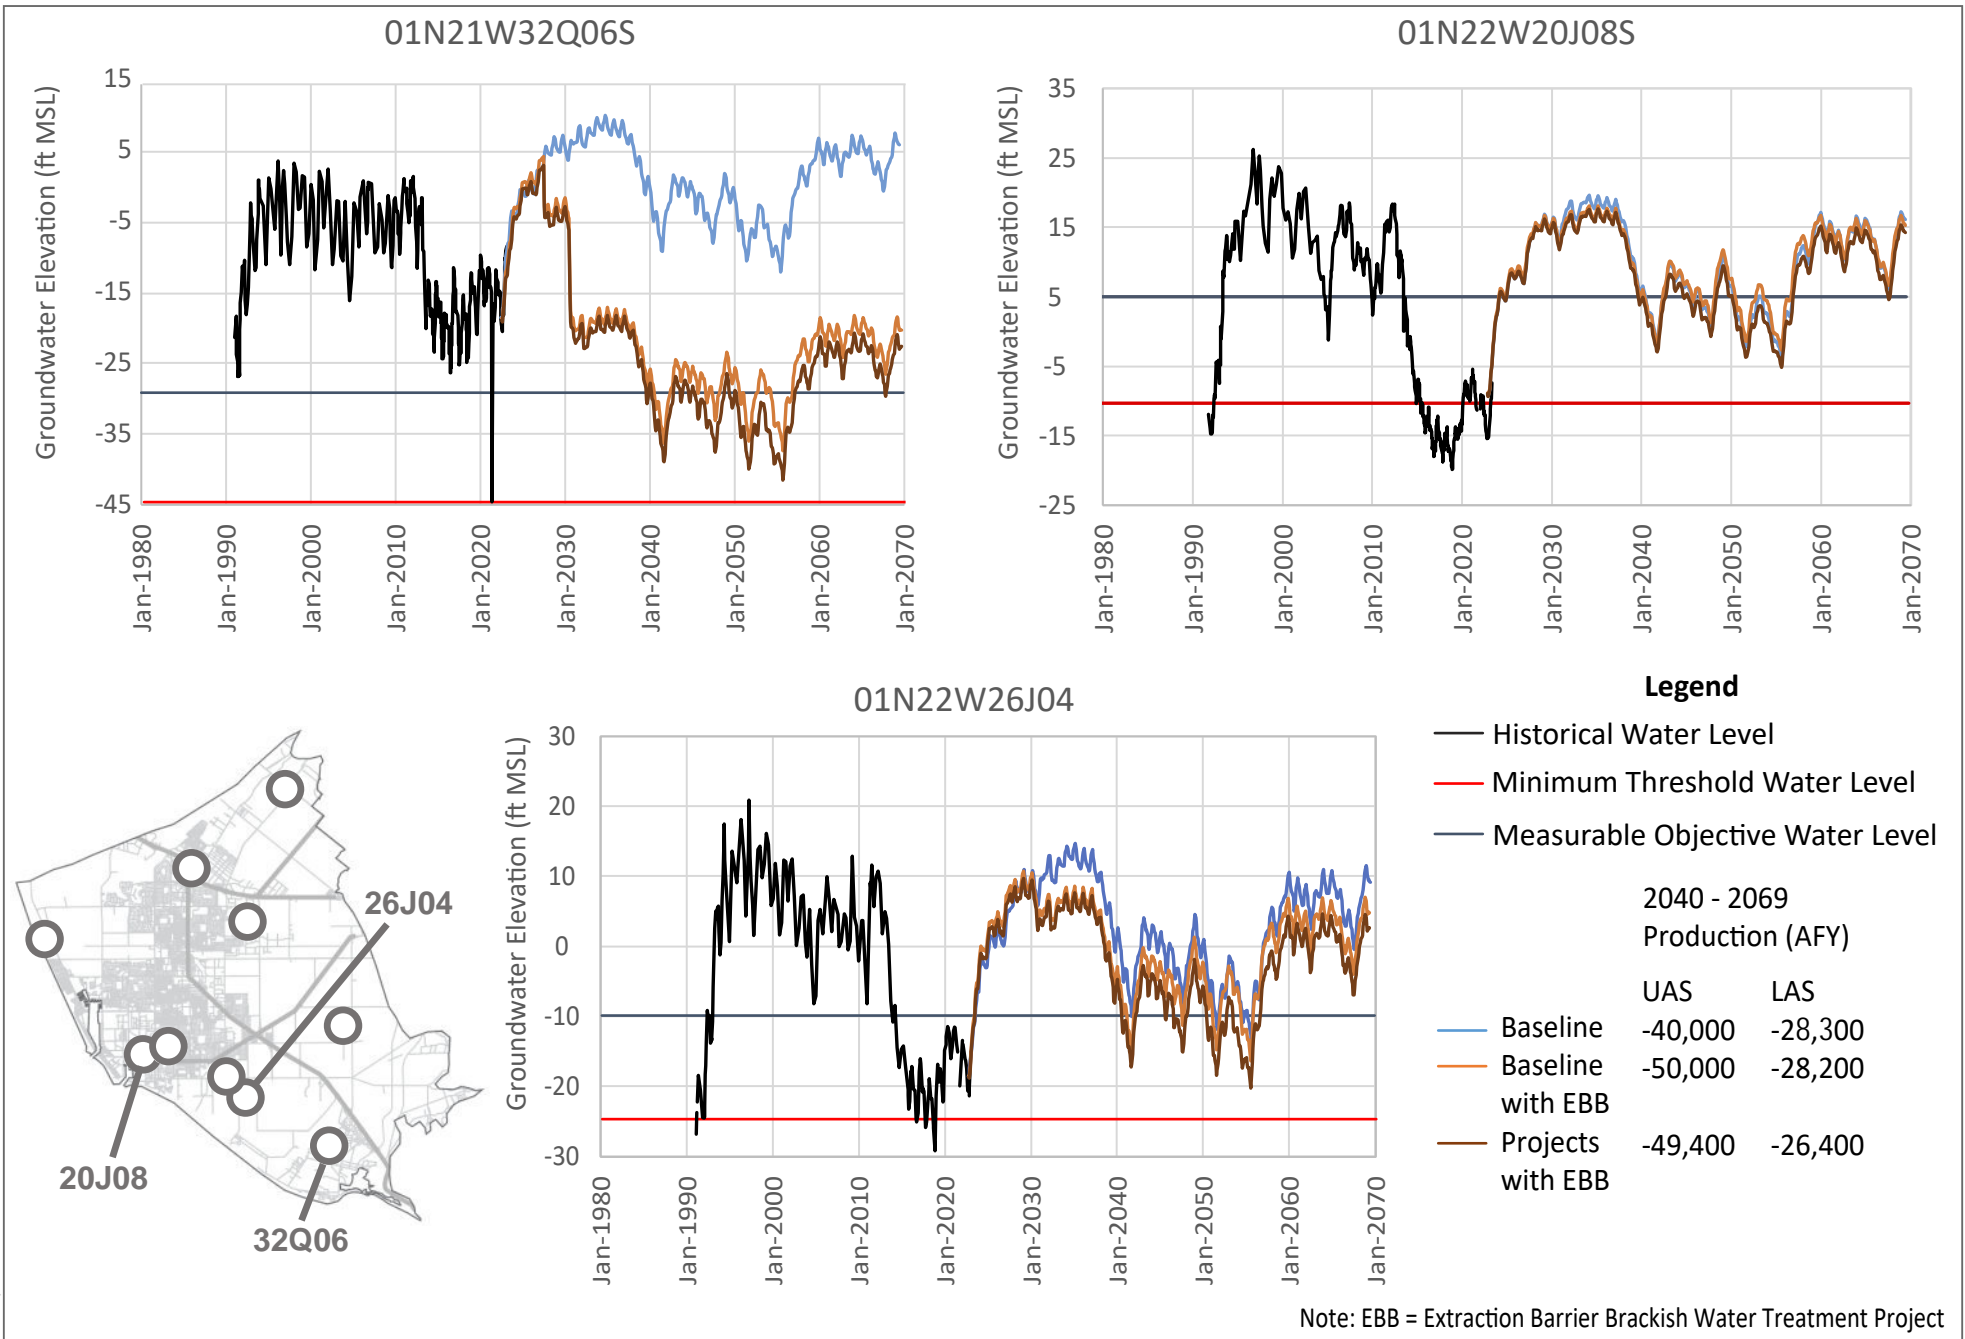 01N21W32Q06S
Groundwater Elevation (ft MSL)
15
5
-5
-15
-25
-35
-45
Jan-1980
Jan-1990
Jan-2000
Jan-2010
Jan-2020
Jan-2030
Jan-2040
Jan-2050
Jan-2060
Jan-2070
01N22W20J08S
Groundwater Elevation (ft MSL)
35
25
15
5
-5
-15
-25
Jan-1980
Jan-1990
Jan-2000
Jan-2010
Jan-2020
Jan-2030
Jan-2040
Jan-2050
Jan-2060
Jan-2070
26J04
20J08
32Q06
01N22W26J04
Groundwater Elevation (ft MSL)
30
20
10
0
-10
-20
-30
Jan-1980
Jan-1990
Jan-2000
Jan-2010
Jan-2020
Jan-2030
Jan-2040
Jan-2050
Jan-2060
Jan-2070
Legend
Historical Water Level
Minimum Threshold Water Level
Measurable Objective Water Level
2040 - 2069
Production (AFY)
UAS LAS
Baseline -40,000 -28,300
Baseline -50,000 -28,200
with EBB
Projects -49,400 -26,400
with EBB
Note: EBB = Extraction Barrier Brackish Water Treatment Project